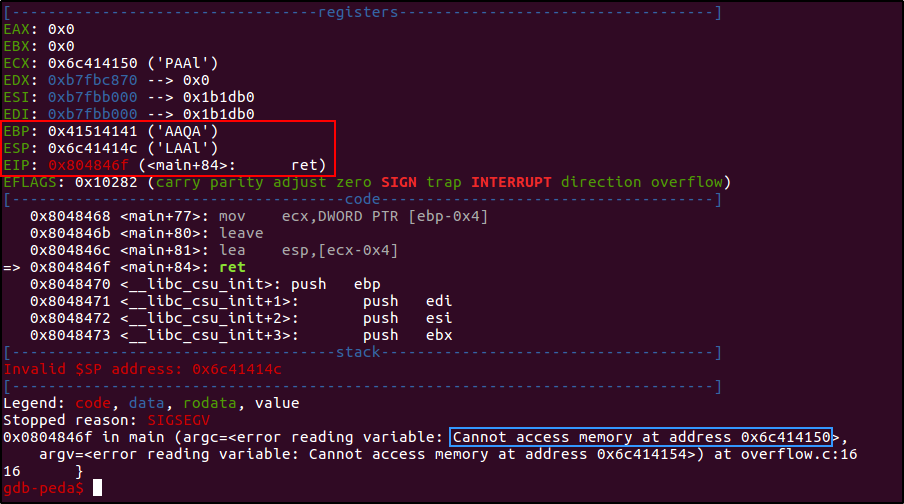 [----------------------------------registers-----------------------------------]
EAX: 0x0
EBX: 0x0
ECX: 0x6c414150 ('PAAl')
EDX: 0xb7fbc870 --> 0x0
ESI: 0xb7fbb000 --> 0x1b1db0
EDI: 0xb7fbb000 --> 0x1b1db0
EBP: 0x41514141 ('AAQA')
ESP: 0x6c41414c ('LAAl')
EIP: 0x804846f (<main+84>:      ret)
EFLAGS: 0x10282 (carry parity adjust zero SIGN trap INTERRUPT direction overflow)
[-------------------------------------code-------------------------------------]
   0x8048468 <main+77>: mov    ecx,DWORD PTR [ebp-0x4]
   0x804846b <main+80>: leave
   0x804846c <main+81>: lea    esp,[ecx-0x4]
=> 0x804846f <main+84>: ret
   0x8048470 <__libc_csu_init>: push   ebp
   0x8048471 <__libc_csu_init+1>:       push   edi
   0x8048472 <__libc_csu_init+2>:       push   esi
   0x8048473 <__libc_csu_init+3>:       push   ebx
[------------------------------------stack-------------------------------------]
Invalid $SP address: 0x6c41414c
[------------------------------------------------------------------------------]
Legend: code, data, rodata, value
Stopped reason: SIGSEGV
0x0804846f in main (argc=<error reading variable: Cannot access memory at address 0x6c414150>,
    argv=<error reading variable: Cannot access memory at address 0x6c414154>) at overflow.c:16
16      }
gdb-peda$